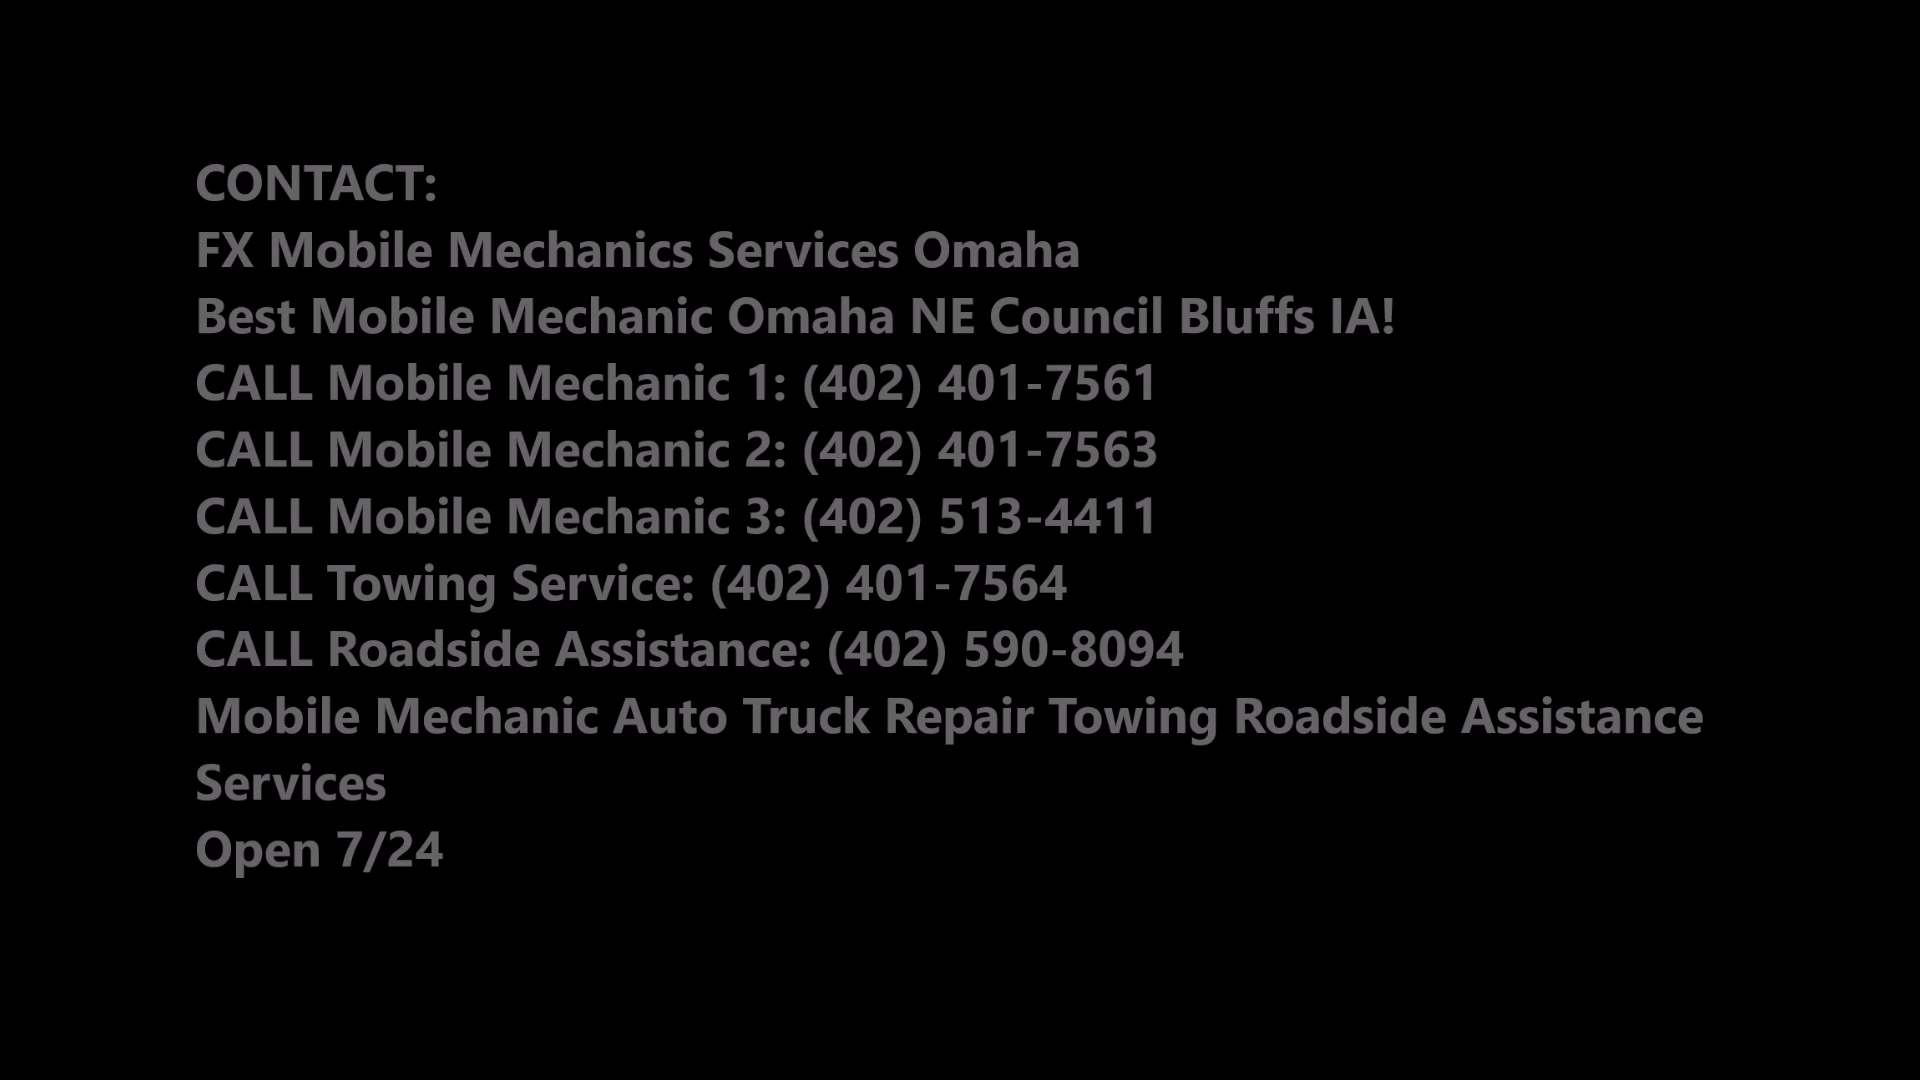 CONTACT:
FX Mobile Mechanics Services Omaha
Best Mobile Mechanic Omaha NE Council Bluffs IA!
CALL Mobile Mechanic 1: (402) 401-7561
CALL Mobile Mechanic 2: (402) 401-7563
CALL Mobile Mechanic 3: (402) 513-4411
CALL Towing Service: (402) 401-7564
CALL Roadside Assistance: (402) 590-8094
Mobile Mechanic Auto Truck Repair Towing Roadside Assistance
Services
Open 7/24